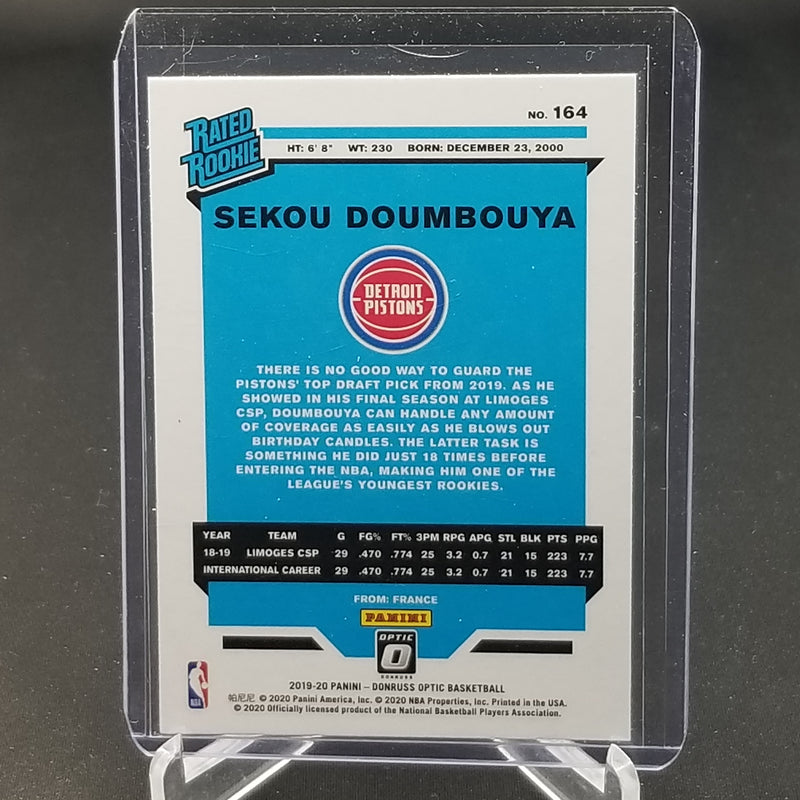 RATED
ROOKIE
NO. 164
HT: 6' 8" WT: 230 BORN: DECEMBER 23, 2000
SEKOU DOUMBOUYA
DETROIT
PISTONS
THERE IS NO GOOD WAY TO GUARD THE
PISTONS' TOP DRAFT PICK FROM 2019. AS HE
SHOWED IN HIS FINAL SEASON AT LIMOGES
CSP, DOUMBOUYA CAN HANDLE ANY AMOUNT
OF COVERAGE AS EASILY AS HE BLOWS OUT
BIRTHDAY CANDLES. THE LATTER TASK IS
SOMETHING HE DID JUST 18 TIMES BEFORE
ENTERING THE NBA, MAKING HIM ONE OF THE
LEAGUE'S YOUNGEST ROOKIES.
YEAR TEAM G FG% FT% 3PM RPG APG STL BLK PTS PPG
18-19 LIMOGES CSP 29 .470 .774 25 3.2 0.7 21 15 223 7.7
INTERNATIONAL CAREER 29 .470 .774 25 3.2 0.7 21 15 223 7.7
FROM: FRANCE
PANINI
OPTIC
O
DONRUSS
NBA
2019-20 PANINI – DONRUSS OPTIC BASKETBALL
帕尼尼 © 2020 Panini America, Inc. © 2020 NBA Properties, Inc. Printed in the USA.
© 2020 Officially licensed product of the National Basketball Players Association.